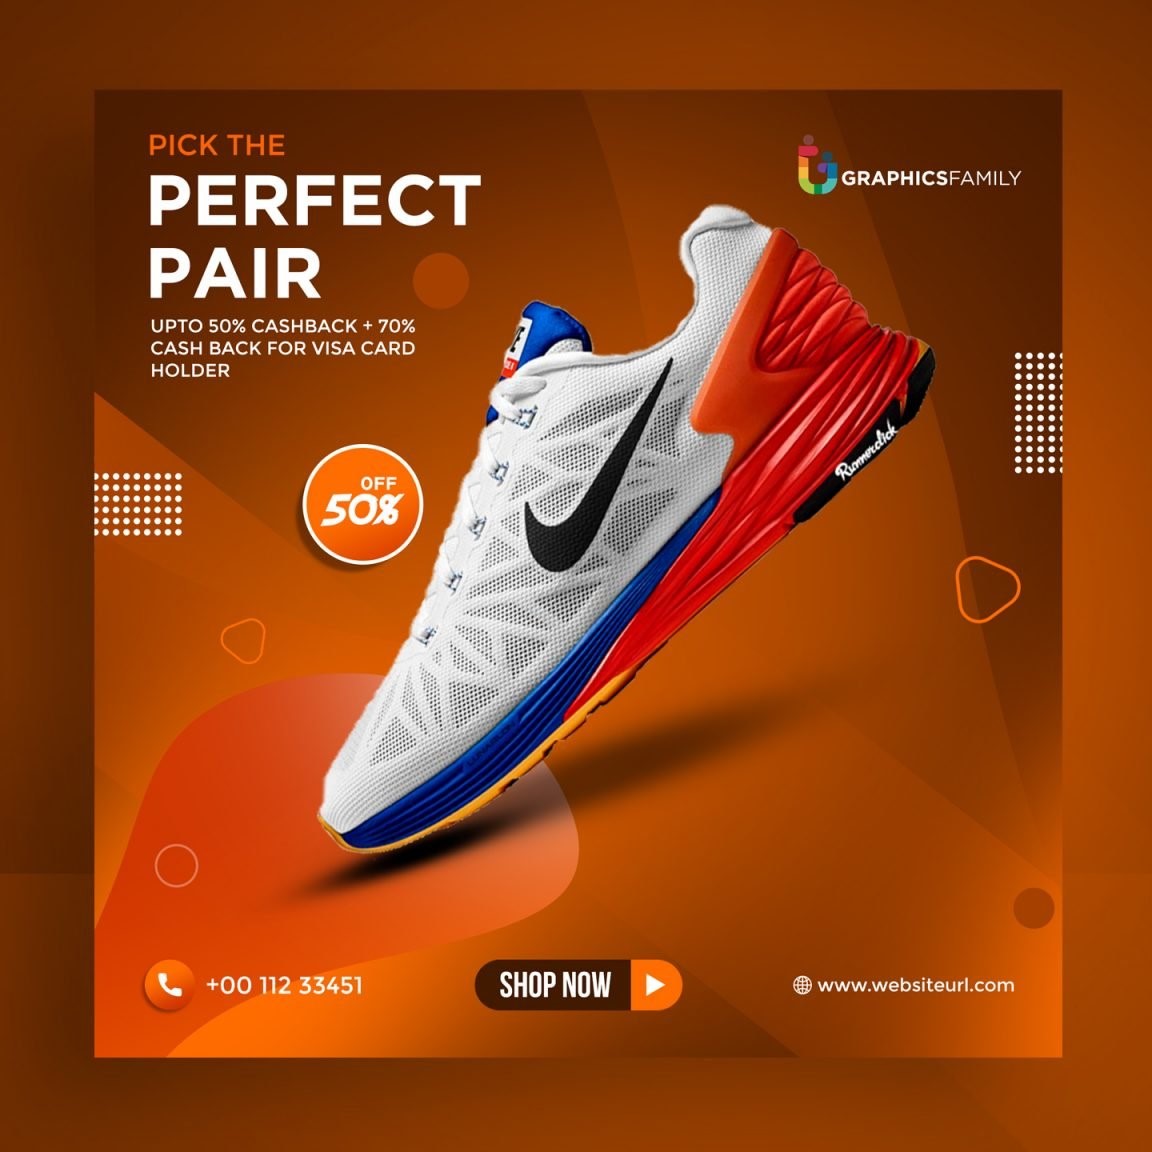 PICK THE
PERFECT
PAIR
UPTO 50% CASHBACK + 70%
CASH BACK FOR VISA CARD
HOLDER
GRAPHICSFAMILY
OFF
50%
Runnerclick
+00 112 33451
SHOP NOW
www.websiteurl.com